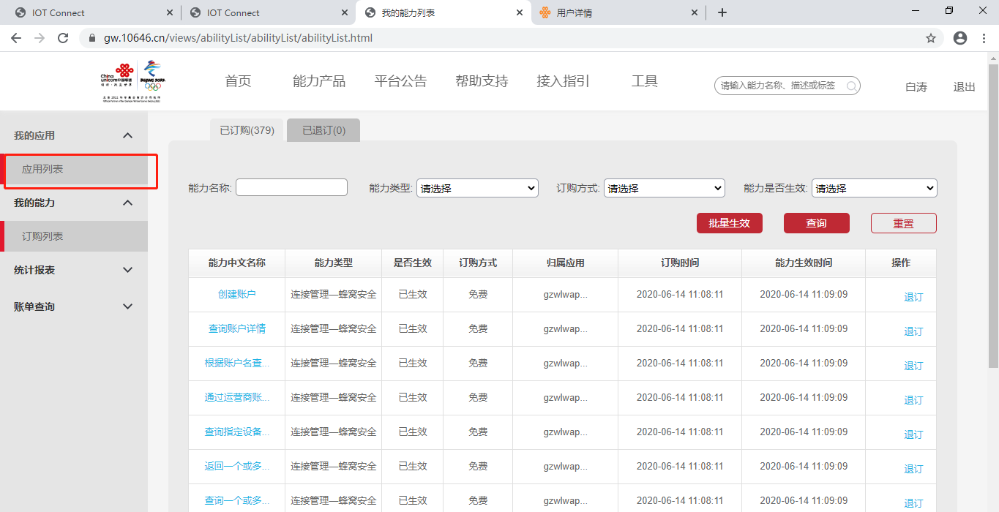 IOT Connect
IOT Connect
我的能力列表
用户详情
gw.10646.cn/views/abilityList/abilityList/abilityList.html
China
unicom中国联通
创新·改变世界
BEIJING 2022
首页
能力产品
平台公告
帮助支持
接入指引
工具
请输入能力名称、描述或标签
白涛
退出
我的应用
应用列表
我的能力
订购列表
统计报表
账单查询
已订购(379)
已退订(0)
能力名称:
能力类型: 请选择
订购方式: 请选择
能力是否生效: 请选择
批量生效
查询
重置
能力中文名称 能力类型 是否生效 订购方式 归属应用 订购时间 能力生效时间 操作
创建账户 连接管理—蜂窝安全 已生效 免费 gzwlwap... 2020-06-14 11:08:11 2020-06-14 11:09:09 退订
查询账户详情 连接管理—蜂窝安全 已生效 免费 gzwlwap... 2020-06-14 11:08:11 2020-06-14 11:09:09 退订
根据账户名查... 连接管理—蜂窝安全 已生效 免费 gzwlwap... 2020-06-14 11:08:11 2020-06-14 11:09:09 退订
通过运营商账... 连接管理—蜂窝安全 已生效 免费 gzwlwap... 2020-06-14 11:08:11 2020-06-14 11:09:09 退订
查询指定设备... 连接管理—蜂窝安全 已生效 免费 gzwlwap... 2020-06-14 11:08:11 2020-06-14 11:09:09 退订
返回一个或多... 连接管理—蜂窝安全 已生效 免费 gzwlwap... 2020-06-14 11:08:11 2020-06-14 11:09:09 退订
查询一个或多... 连接管理—蜂窝安全 已生效 免费 gzwlwap... 2020-06-14 11:08:11 2020-06-14 11:09:09 退订